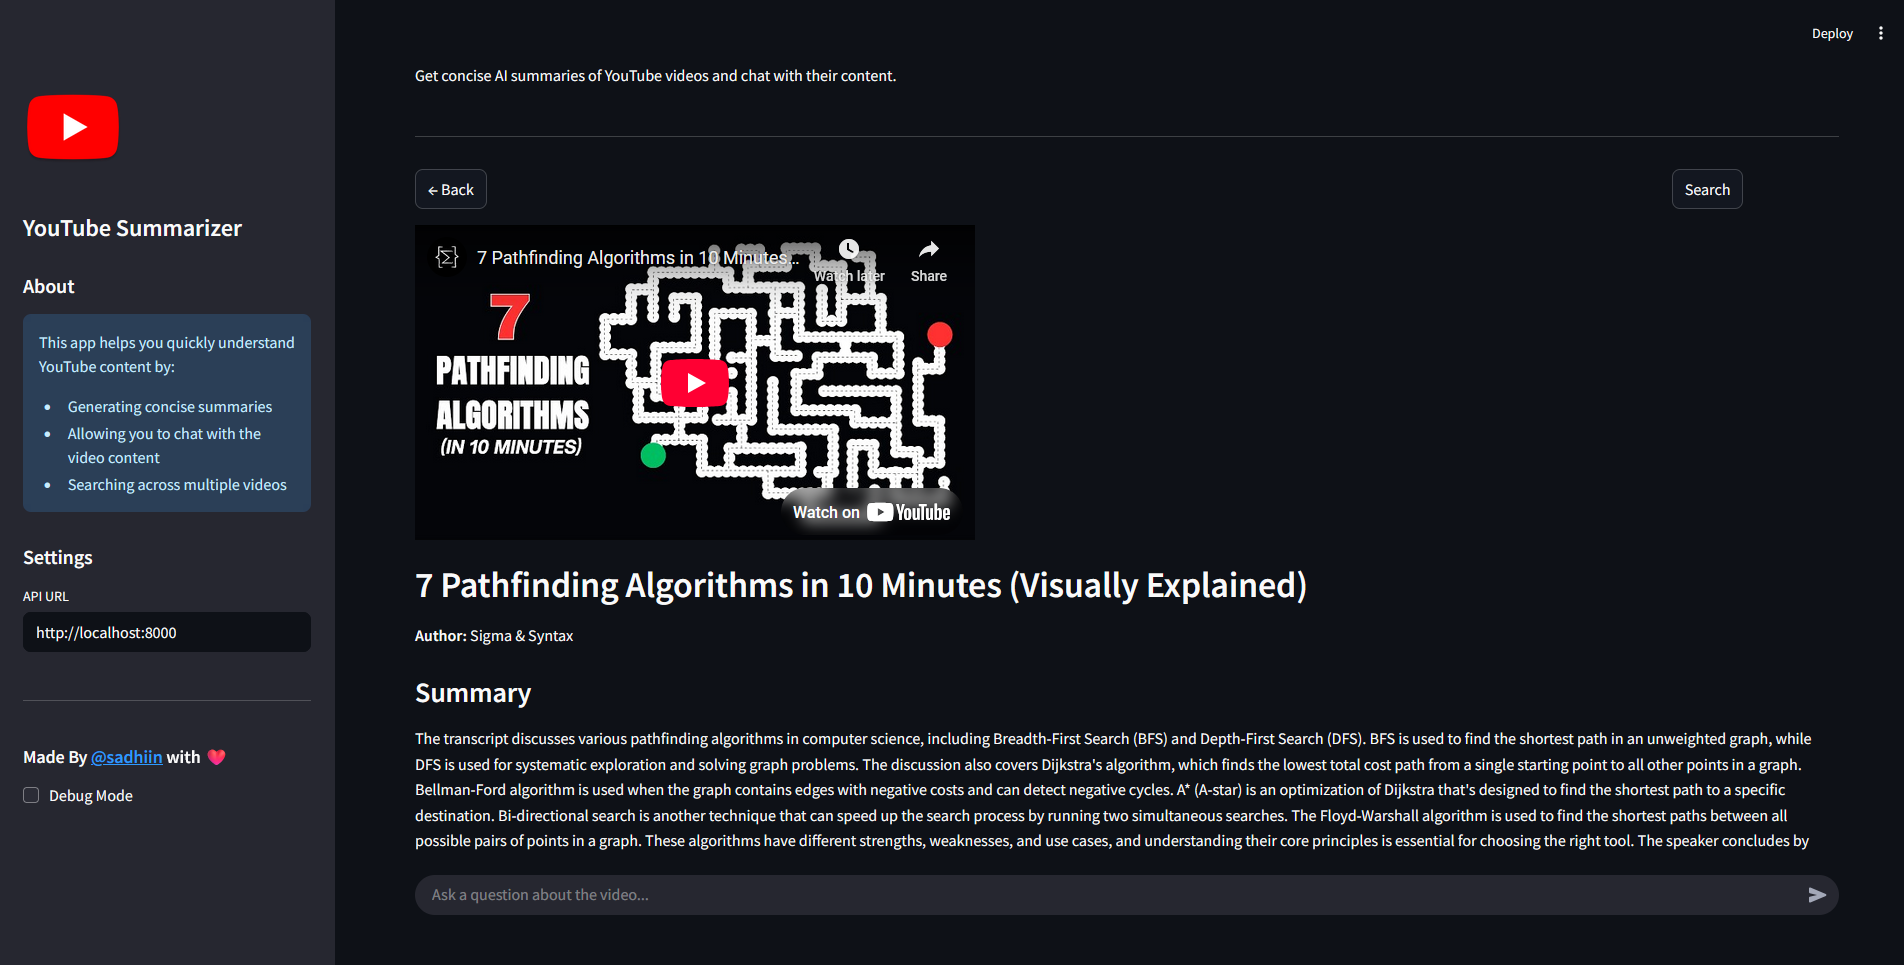 YouTube Summarizer
About
This app helps you quickly understand
YouTube content by:
• Generating concise summaries
• Allowing you to chat with the
video content
• Searching across multiple videos
Settings
API URL
http://localhost:8000
Made By @sadhiin with ❤️
Debug Mode
Deploy
Get concise AI summaries of YouTube videos and chat with their content.
← Back
Search
7 Pathfinding Algorithms in 10 Minutes…
Watch later
Share
7
PATHFINDING
ALGORITHMS
(IN 10 MINUTES)
Watch on YouTube
7 Pathfinding Algorithms in 10 Minutes (Visually Explained)
Author: Sigma & Syntax
Summary
The transcript discusses various pathfinding algorithms in computer science, including Breadth-First Search (BFS) and Depth-First Search (DFS). BFS is used to find the shortest path in an unweighted graph, while
DFS is used for systematic exploration and solving graph problems. The discussion also covers Dijkstra's algorithm, which finds the lowest total cost path from a single starting point to all other points in a graph.
Bellman-Ford algorithm is used when the graph contains edges with negative costs and can detect negative cycles. A* (A-star) is an optimization of Dijkstra that's designed to find the shortest path to a specific
destination. Bi-directional search is another technique that can speed up the search process by running two simultaneous searches. The Floyd-Warshall algorithm is used to find the shortest paths between all
possible pairs of points in a graph. These algorithms have different strengths, weaknesses, and use cases, and understanding their core principles is essential for choosing the right tool. The speaker concludes by
Ask a question about the video...